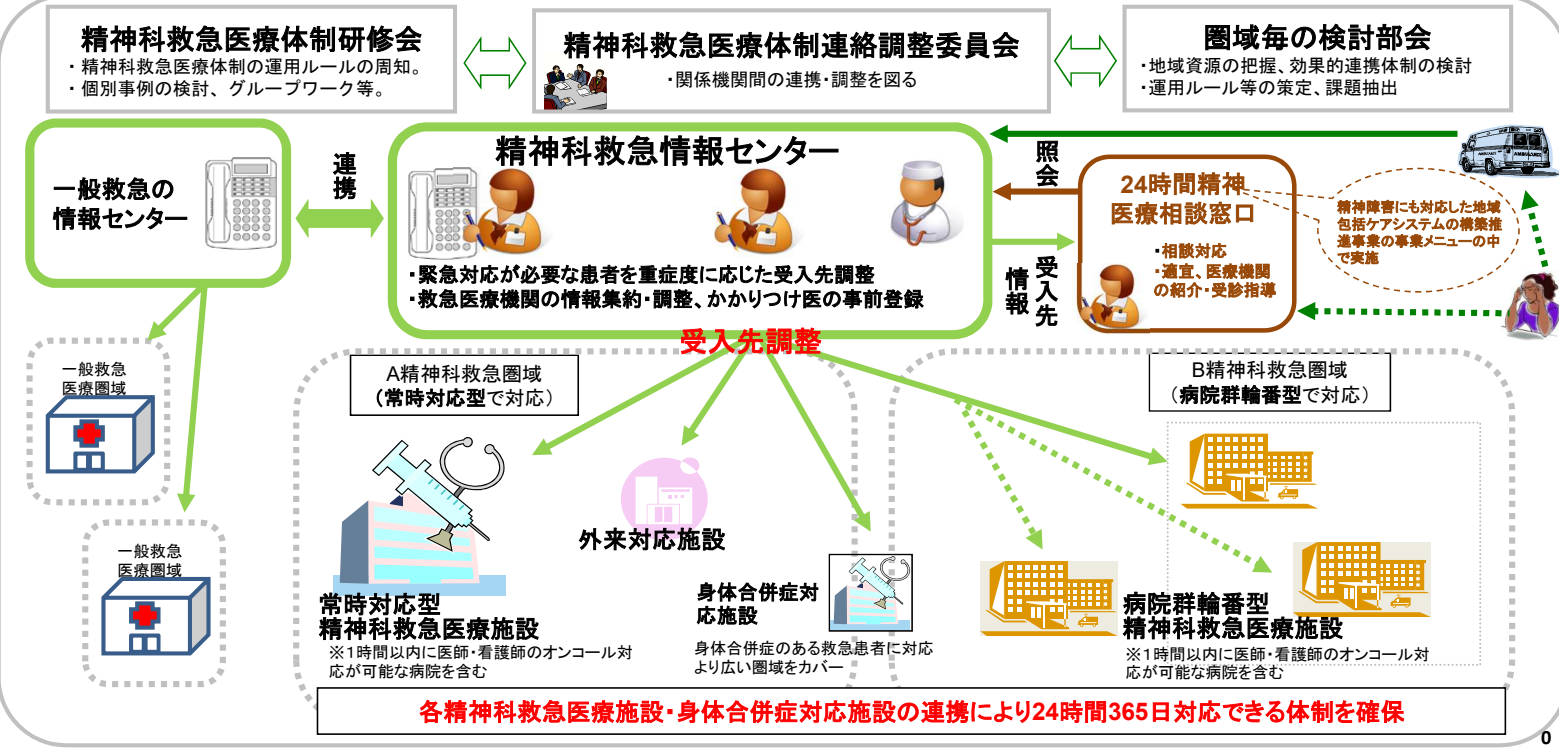 精神科救急医療体制研修会
・精神科救急医療体制の運用ルールの周知。
・個別事例の検討、グループワーク等。
精神科救急医療体制連絡調整委員会
・関係機関間の連携・調整を図る
圏域毎の検討部会
・地域資源の把握、効果的連携体制の検討
・運用ルール等の策定、課題抽出
一般救急の
情報センター
連携
精神科救急情報センター
・緊急対応が必要な患者を重症度に応じた受入先調整
・救急医療機関の情報集約・調整、かかりつけ医の事前登録
照会
受入先
情報
24時間精神
医療相談窓口
・相談対応
・適宜、医療機関
の紹介・受診指導
精神障害にも対応した地域
包括ケアシステムの構築推
進事業の事業メニューの中
で実施
AMBULANCE
受入先調整
一般救急
医療圏域
一般救急
医療圏域
A精神科救急圏域
（常時対応型で対応）
B精神科救急圏域
（病院群輪番型で対応）
外来対応施設
常時対応型
精神科救急医療施設
※1時間以内に医師・看護師のオンコール対
応が可能な病院を含む
身体合併症対
応施設
身体合併症のある救急患者に対応
より広い圏域をカバー
病院群輪番型
精神科救急医療施設
※1時間以内に医師・看護師のオンコール対
応が可能な病院を含む
各精神科救急医療施設・身体合併症対応施設の連携により24時間365日対応できる体制を確保
0